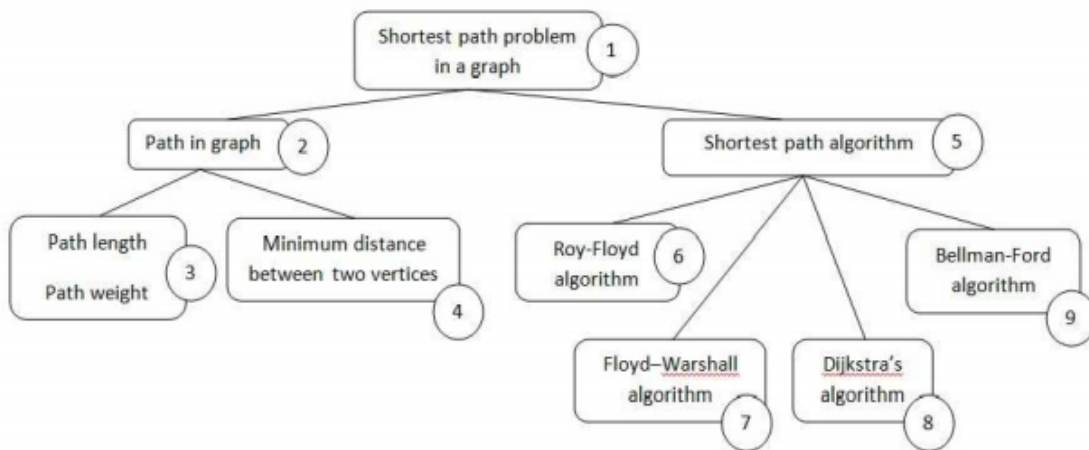 Shortest path problem
in a graph
1
Path in graph
2
Shortest path algorithm
5
Path length
Path weight
3
Minimum distance
between two vertices
4
Roy-Floyd
algorithm
6
Floyd–Warshall
algorithm
7
Dijkstra's
algorithm
8
Bellman-Ford
algorithm
9